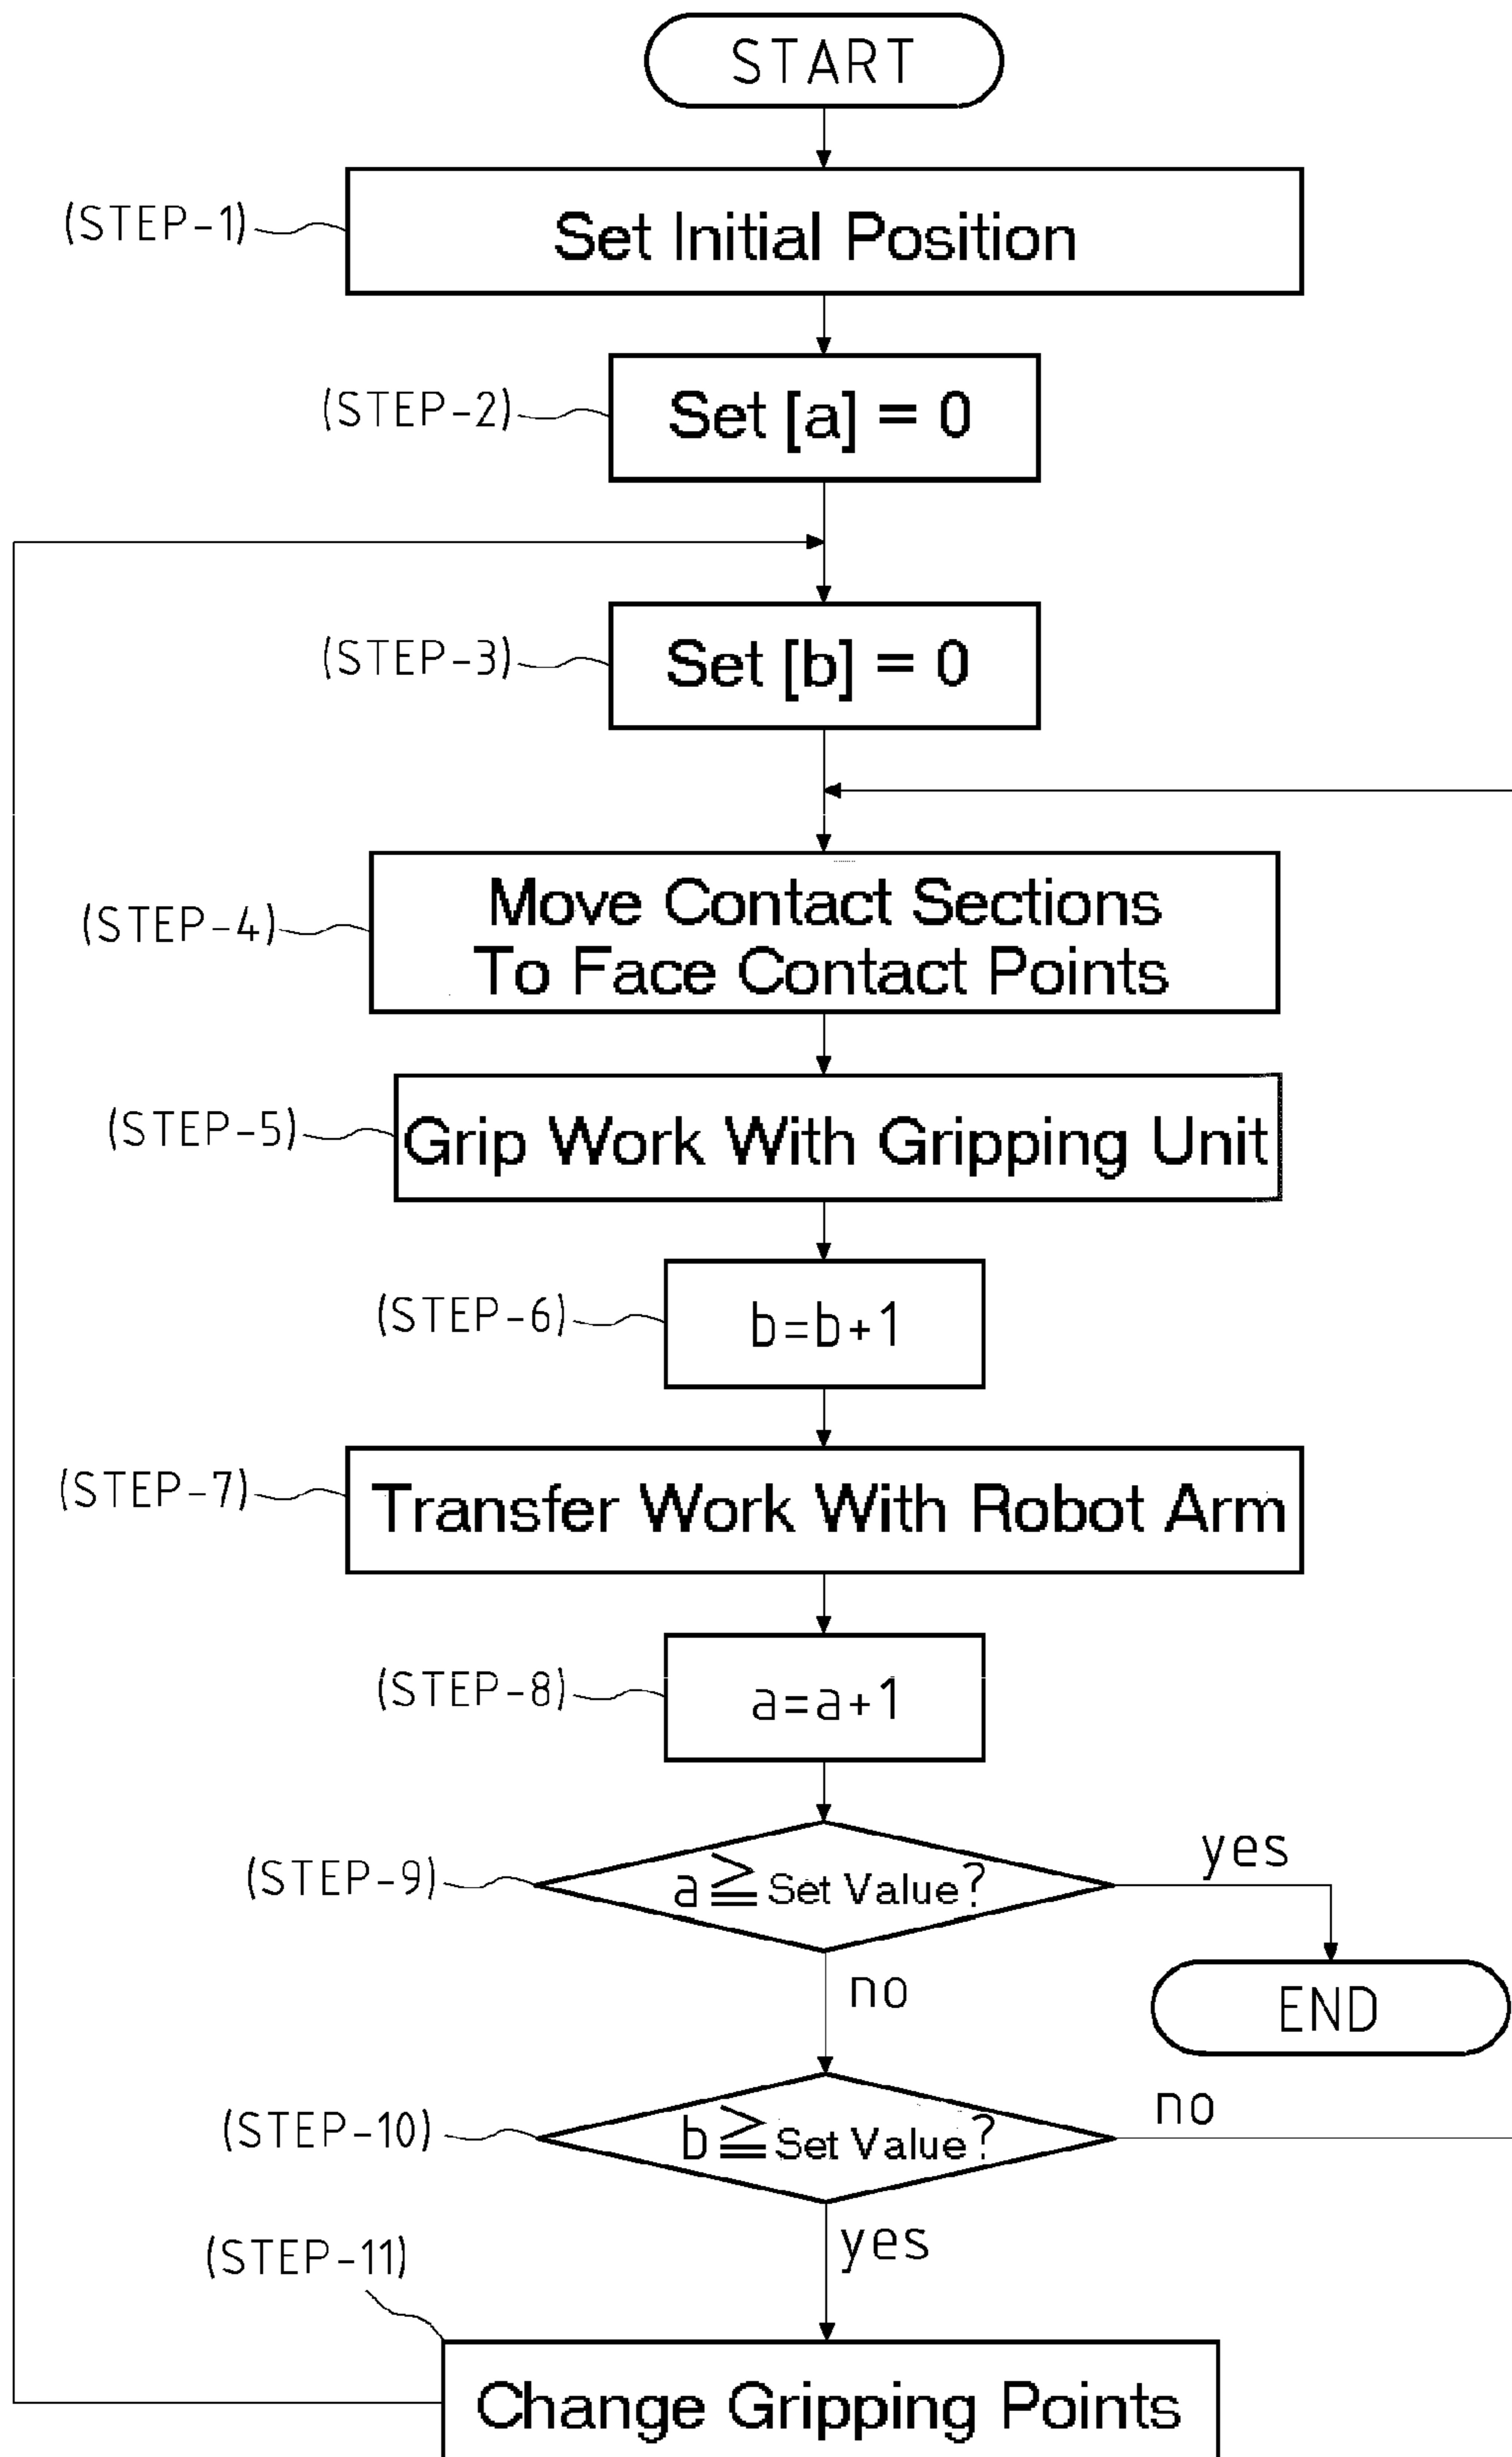 START
(STEP-1)
Set Initial Position
(STEP-2)
Set [a] = 0
(STEP-3)
Set [b] = 0
(STEP-4)
Move Contact Sections
To Face Contact Points
(STEP-5)
Grip Work With Gripping Unit
(STEP-6)
b=b+1
(STEP-7)
Transfer Work With Robot Arm
(STEP-8)
a=a+1
(STEP-9)
a≧Set Value?
yes
no
END
(STEP-10)
b≧Set Value?
no
yes
(STEP-11)
Change Gripping Points